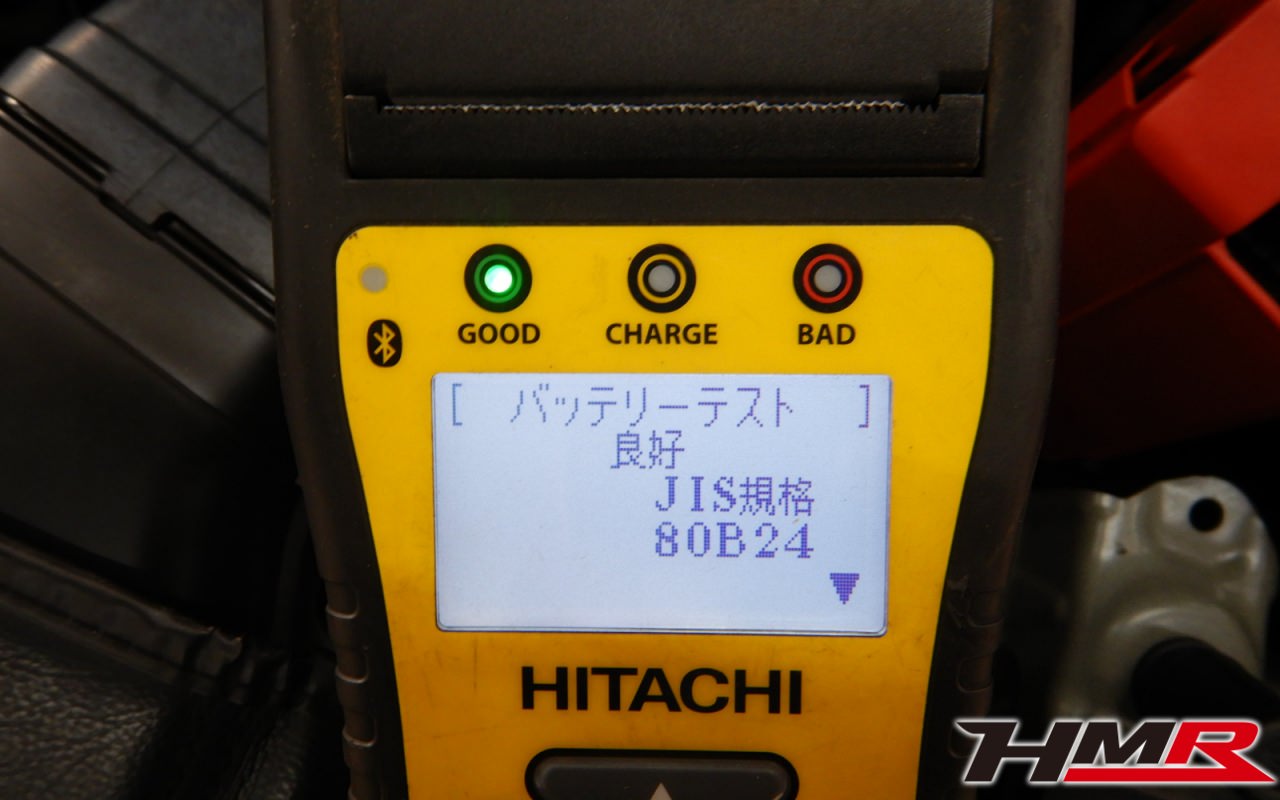 GOOD CHARGE BAD
[ バッテリーテスト ]
良好
JIS規格
80B24
▼
HITACHI
HMR